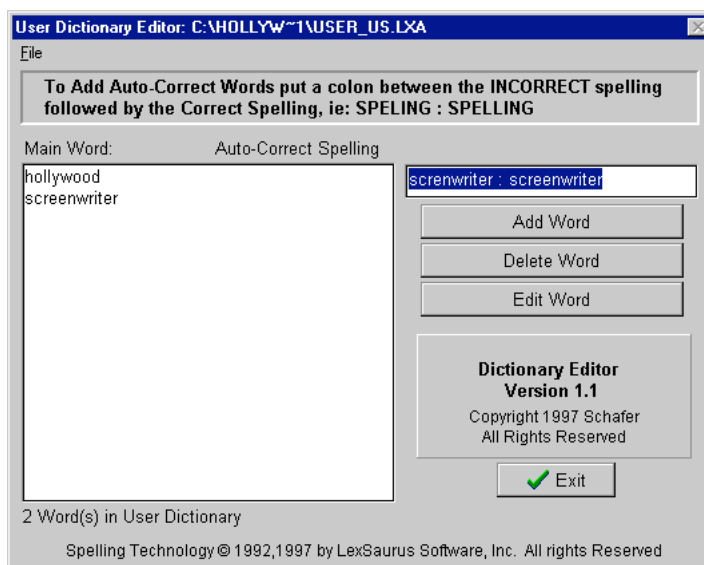 User Dictionary Editor: C:\HOLLYW~1\USER_US.LXA
File
To Add Auto-Correct Words put a colon between the INCORRECT spelling
followed by the Correct Spelling, ie: SPELING : SPELLING
Main Word: Auto-Correct Spelling
hollywood
screenwriter
screnwriter : screenwriter
Add Word
Delete Word
Edit Word
Dictionary Editor
Version 1.1
Copyright 1997 Schafer
All Rights Reserved
Exit
2 Word(s) in User Dictionary
Spelling Technology © 1992,1997 by LexSaurus Software, Inc. All rights Reserved